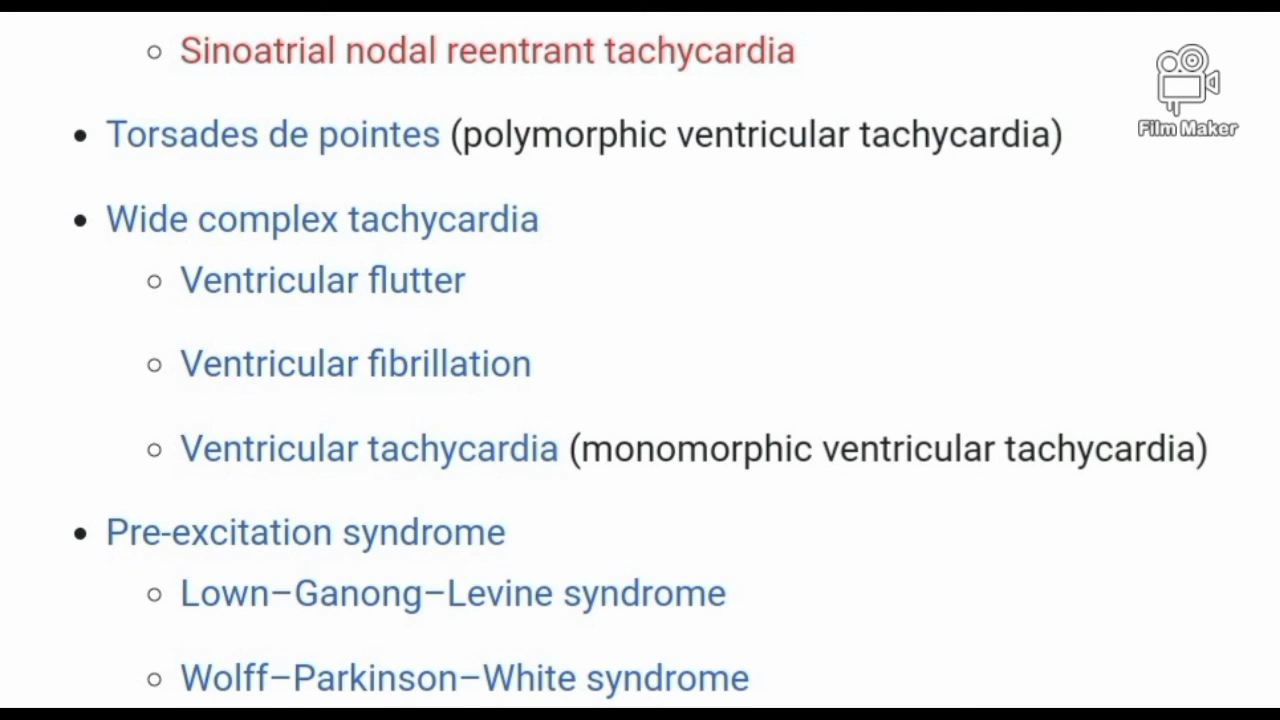 Sinoatrial nodal reentrant tachycardia
Film Maker
Torsades de pointes (polymorphic ventricular tachycardia)
Wide complex tachycardia
Ventricular flutter
Ventricular fibrillation
Ventricular tachycardia (monomorphic ventricular tachycardia)
Pre-excitation syndrome
Lown–Ganong–Levine syndrome
Wolff–Parkinson–White syndrome